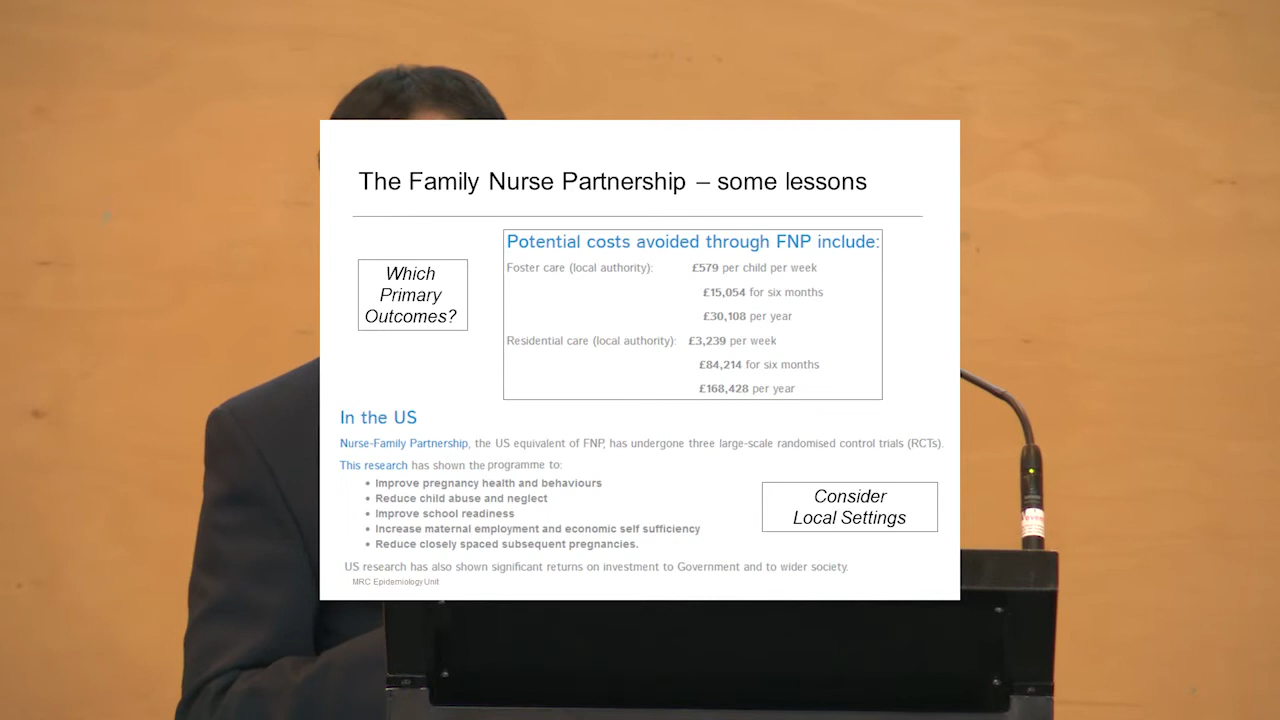 The Family Nurse Partnership – some lessons
Which
Primary
Outcomes?
Potential costs avoided through FNP include:
Foster care (local authority): £579 per child per week
£15,054 for six months
£30,108 per year
Residential care (local authority): £3,239 per week
£84,214 for six months
£168,428 per year
In the US
Nurse-Family Partnership, the US equivalent of FNP, has undergone three large-scale randomised control trials (RCTs).
This research has shown the programme to:
• Improve pregnancy health and behaviours
• Reduce child abuse and neglect
• Improve school readiness
• Increase maternal employment and economic self sufficiency
• Reduce closely spaced subsequent pregnancies.
Consider
Local Settings
US research has also shown significant returns on investment to Government and to wider society.
MRC Epidemiology Unit